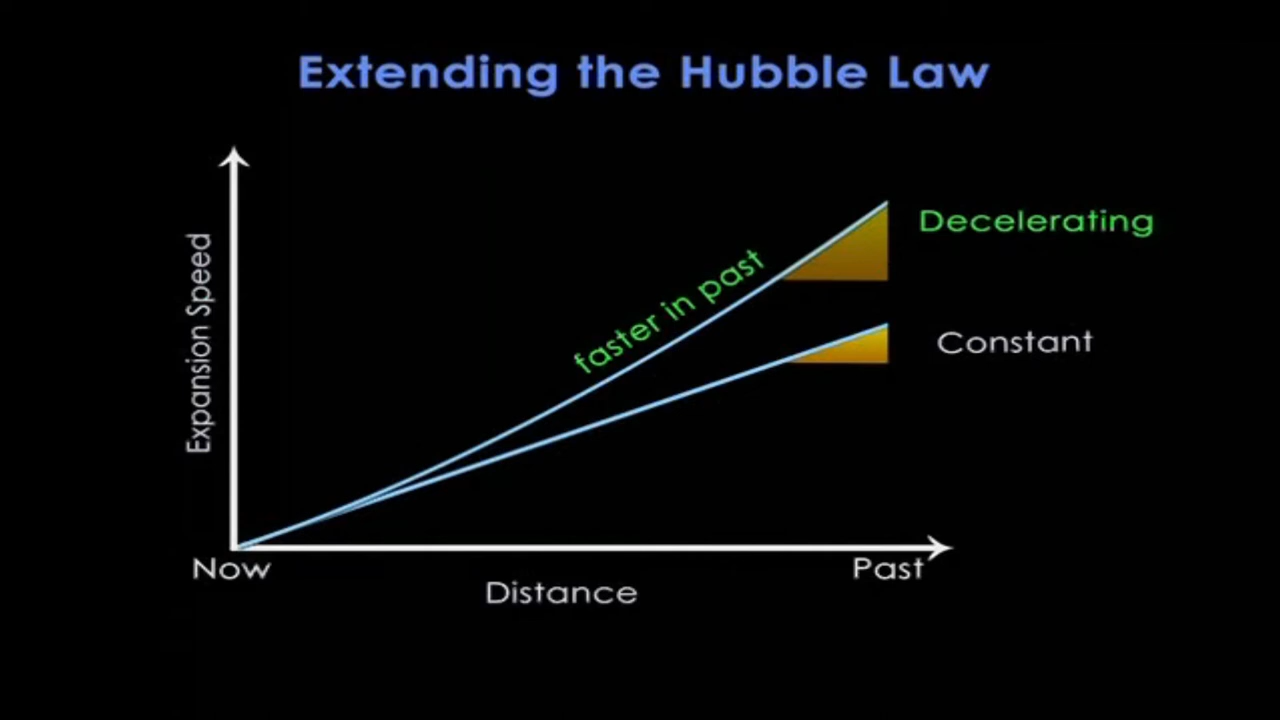 Extending the Hubble Law
Expansion Speed
faster in past
Decelerating
Constant
Now
Past
Distance